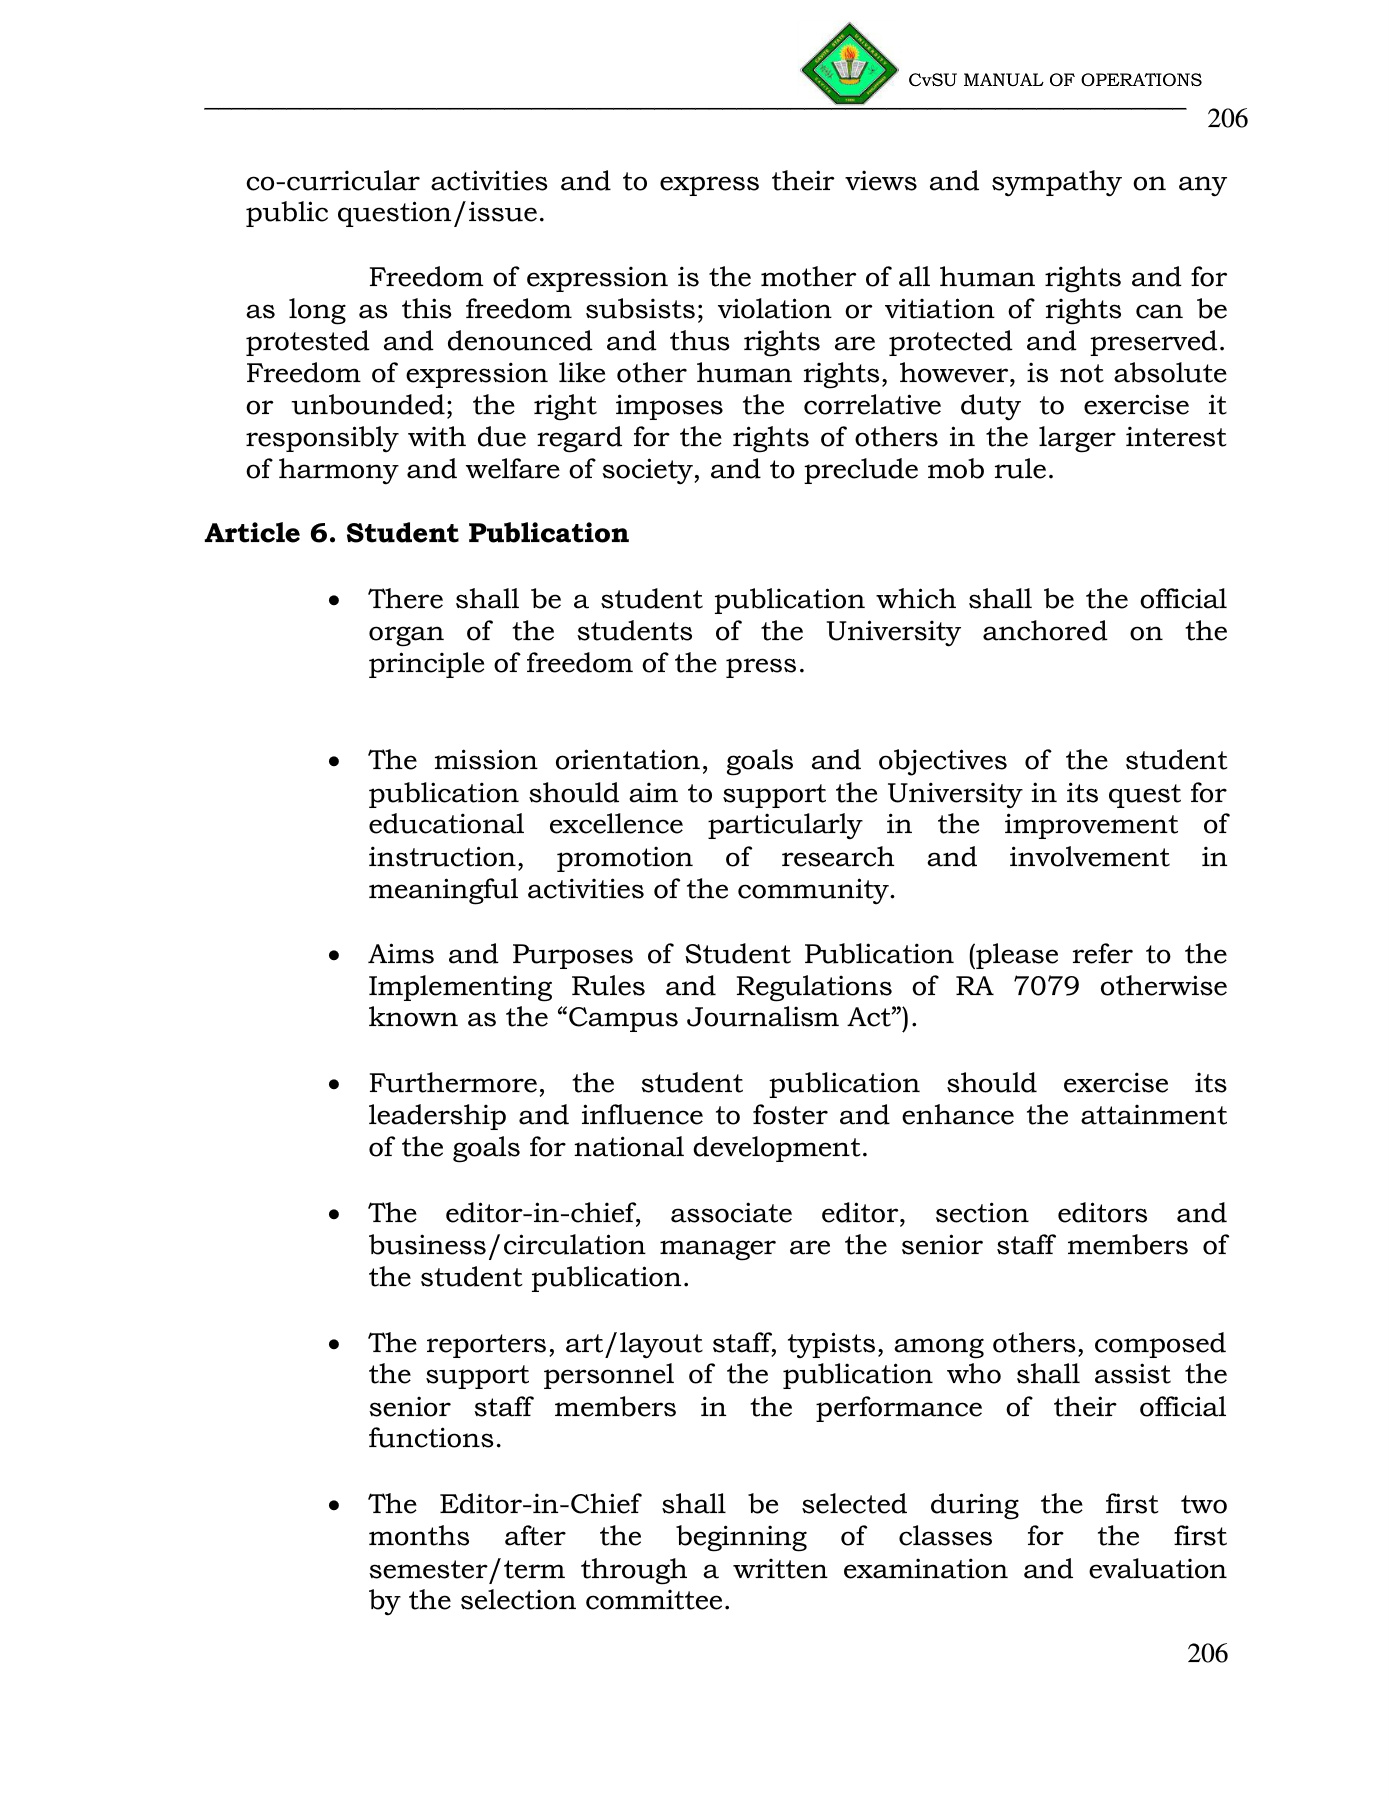 CvSU MANUAL OF OPERATIONS
206
co-curricular activities and to express their views and sympathy on any
public question/issue.
Freedom of expression is the mother of all human rights and for
as long as this freedom subsists; violation or vitiation of rights can be
protested and denounced and thus rights are protected and preserved.
Freedom of expression like other human rights, however, is not absolute
or unbounded; the right imposes the correlative duty to exercise it
responsibly with due regard for the rights of others in the larger interest
of harmony and welfare of society, and to preclude mob rule.
Article 6. Student Publication
• There shall be a student publication which shall be the official
organ of the students of the University anchored on the
principle of freedom of the press.
• The mission orientation, goals and objectives of the student
publication should aim to support the University in its quest for
educational excellence particularly in the improvement of
instruction, promotion of research and involvement in
meaningful activities of the community.
• Aims and Purposes of Student Publication (please refer to the
Implementing Rules and Regulations of RA 7079 otherwise
known as the “Campus Journalism Act”).
• Furthermore, the student publication should exercise its
leadership and influence to foster and enhance the attainment
of the goals for national development.
• The editor-in-chief, associate editor, section editors and
business/circulation manager are the senior staff members of
the student publication.
• The reporters, art/layout staff, typists, among others, composed
the support personnel of the publication who shall assist the
senior staff members in the performance of their official
functions.
• The Editor-in-Chief shall be selected during the first two
months after the beginning of classes for the first
semester/term through a written examination and evaluation
by the selection committee.
206